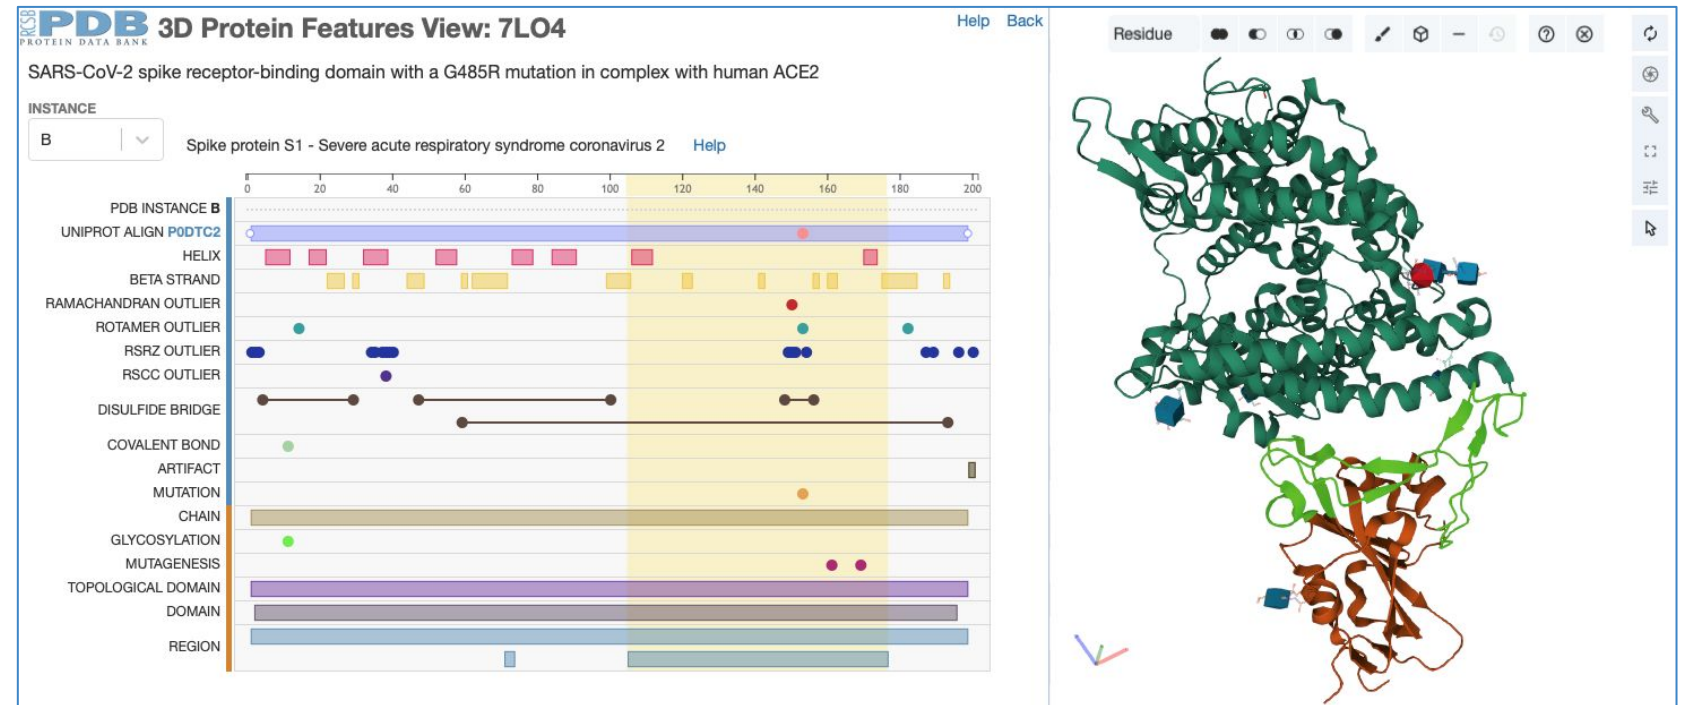 RCSB PDB 3D Protein Features View: 7LO4
PROTEIN DATA BANK
Help Back
SARS-CoV-2 spike receptor-binding domain with a G485R mutation in complex with human ACE2
INSTANCE
B
Spike protein S1 - Severe acute respiratory syndrome coronavirus 2 Help
0 20 40 60 80 100 120 140 160 180 200
PDB INSTANCE B
UNIPROT ALIGN P0DTC2
HELIX
BETA STRAND
RAMACHANDRAN OUTLIER
ROTAMER OUTLIER
RSRZ OUTLIER
RSCC OUTLIER
DISULFIDE BRIDGE
COVALENT BOND
ARTIFACT
MUTATION
CHAIN
GLYCOSYLATION
MUTAGENESIS
TOPOLOGICAL DOMAIN
DOMAIN
REGION
Residue